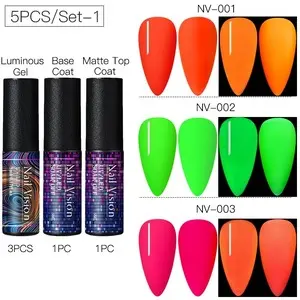 5PCS/Set-1
Luminous Gel
Base Coat
Matte Top Coat
Nail Vision
Nail Vision
Nail Vision
3PCS
1PC
1PC
NV-001
NV-002
NV-003